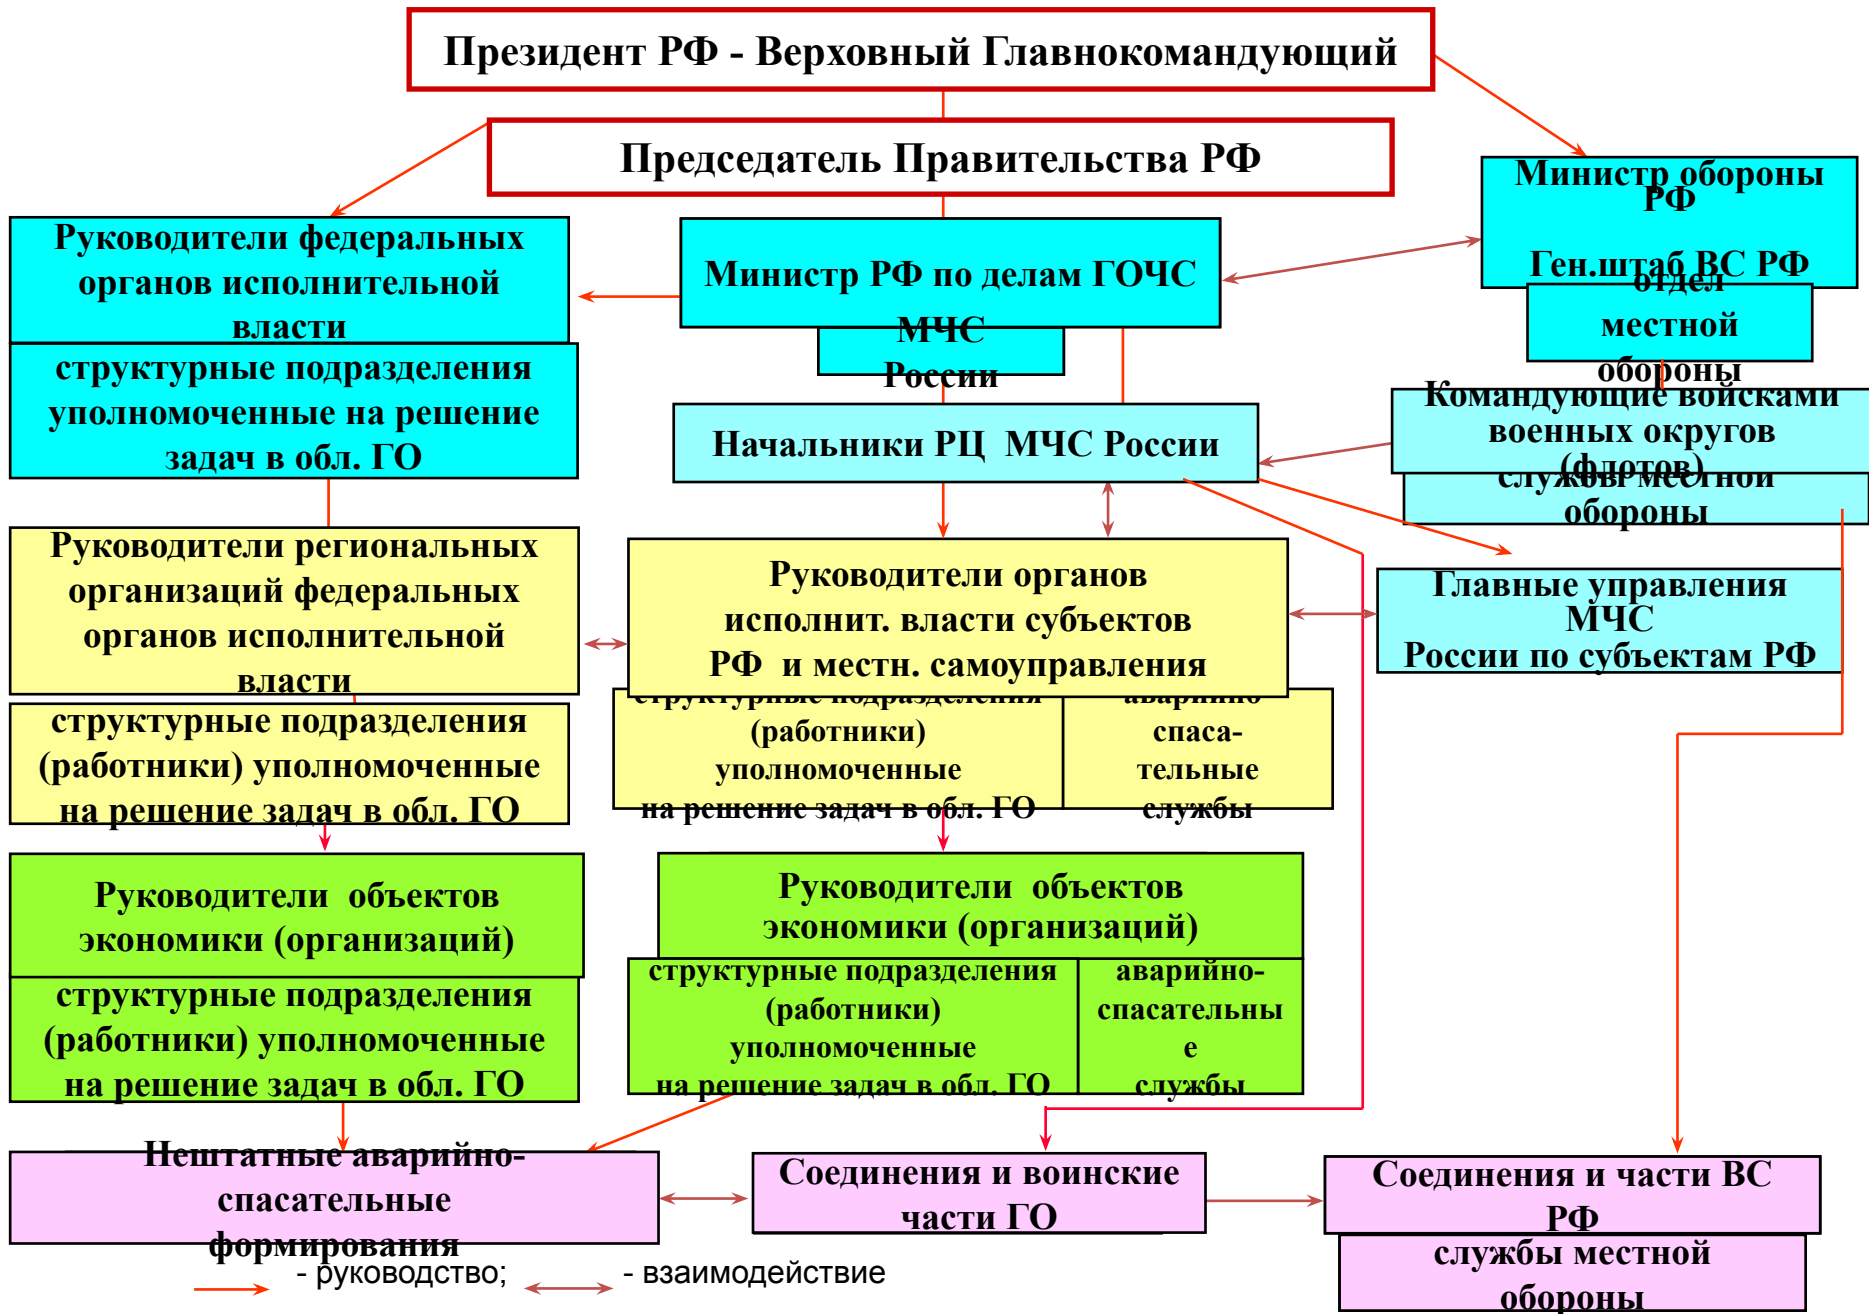 Президент РФ - Верховный Главнокомандующий
Председатель Правительства РФ
Министр обороны
РФ
Ген.штаб ВС РФ
отдел
местной
обороны
Руководители федеральных
органов исполнительной
власти
структурные подразделения
уполномоченные на решение
задач в обл. ГО
Министр РФ по делам ГОЧС
МЧС
России
Начальники РЦ МЧС России
Командующие войсками
военных округов
(флотов)
службы местной
обороны
Руководители региональных
организаций федеральных
органов исполнительной
власти
структурные подразделения
(работники) уполномоченные
на решение задач в обл. ГО
Руководители органов
исполнит. власти субъектов
РФ и местн. самоуправления
структурные подразделения
(работники)
уполномоченные
на решение задач в обл. ГО
аварийно
спаса-
тельные
службы
Главные управления
МЧС
России по субъектам РФ
Руководители объектов
экономики (организаций)
структурные подразделения
(работники) уполномоченные
на решение задач в обл. ГО
Руководители объектов
экономики (организаций)
структурные подразделения
(работники)
уполномоченные
на решение задач в обл. ГО
аварийно-
спасательны
е
службы
Нештатные аварийно-
спасательные
формирования
Соединения и воинские
части ГО
Соединения и части ВС
РФ
службы местной
обороны
- руководство;
- взаимодействие